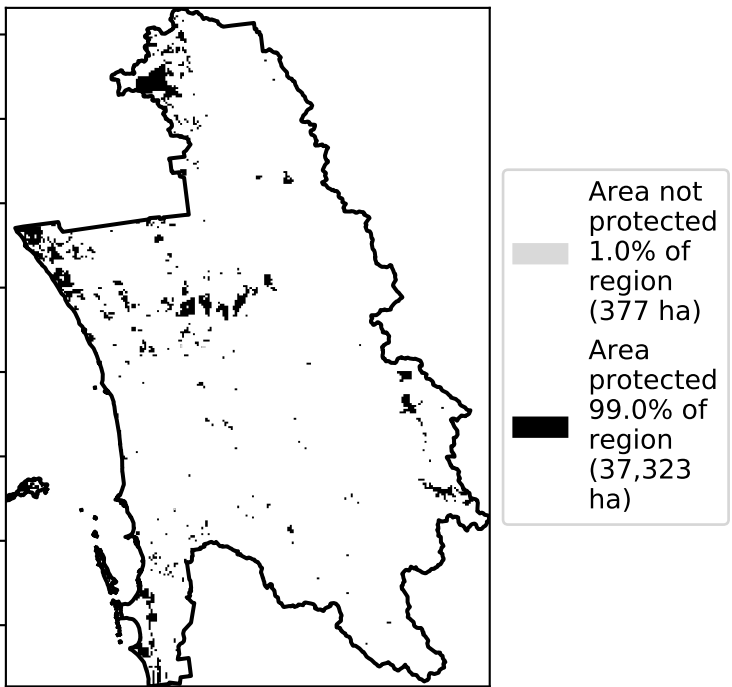 Area not
protected
1.0% of
region
(377 ha)
Area
protected
99.0% of
region
(37,323
ha)